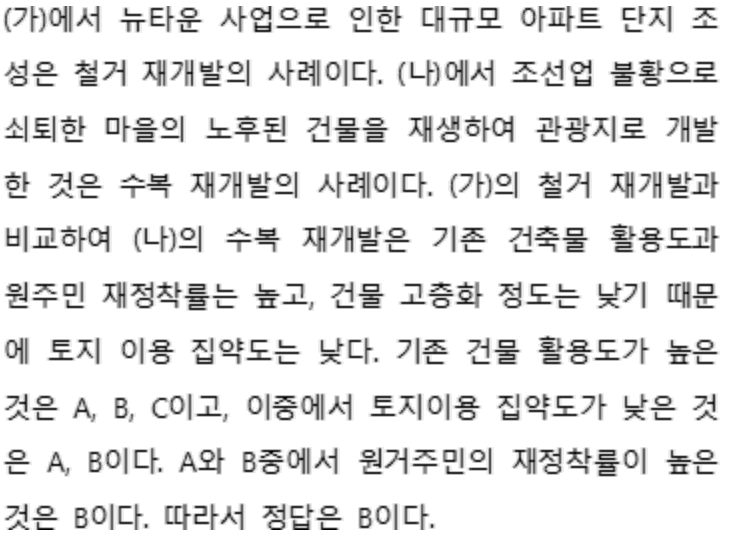 (가)에서 뉴타운 사업으로 인한 대규모 아파트 단지 조
성은 철거 재개발의 사례이다. (나)에서 조선업 불황으로
쇠퇴한 마을의 노후된 건물을 재생하여 관광지로 개발
한 것은 수복 재개발의 사례이다. (가)의 철거 재개발과
비교하여 (나)의 수복 재개발은 기존 건축물 활용도과
원주민 재정착률는 높고, 건물 고층화 정도는 낮기 때문
에 토지 이용 집약도는 낮다. 기존 건물 활용도가 높은
것은 A, B, C이고, 이중에서 토지이용 집약도가 낮은 것
은 A, B이다. A와 B중에서 원거주민의 재정착률이 높은
것은 B이다. 따라서 정답은 B이다.